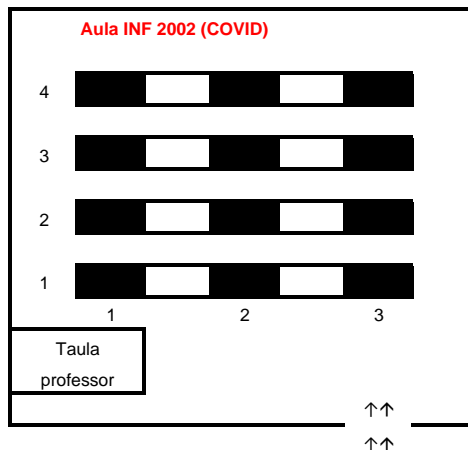 Aula INF 2002 (COVID)
4
3
2
1
1 2 3
Taula
professor
↑↑
↑↑